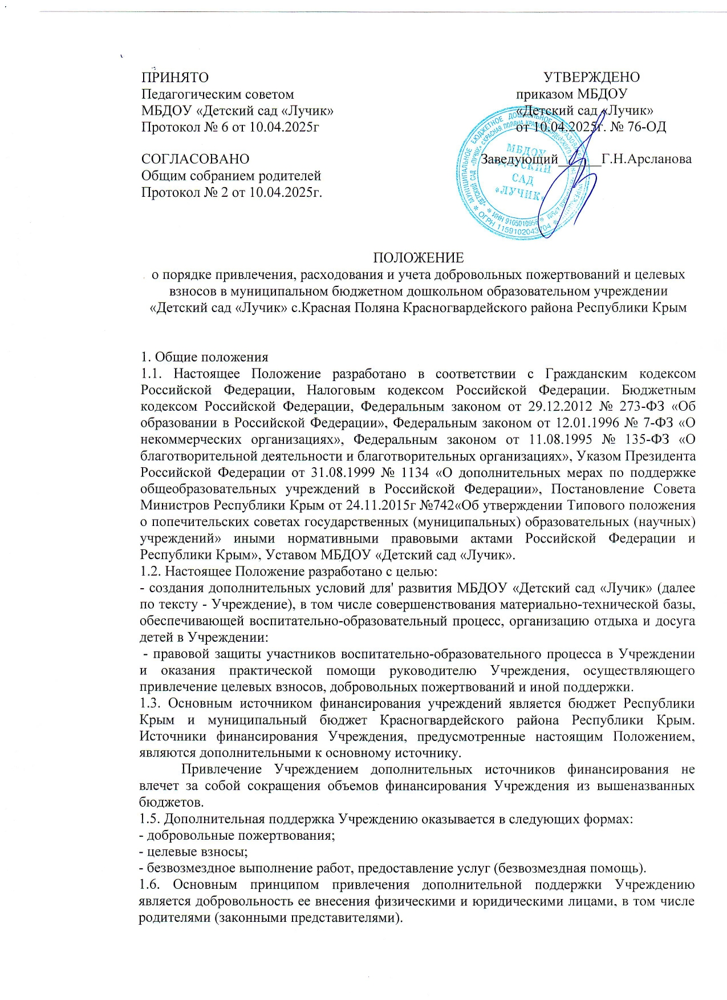 ПРИНЯТО
Педагогическим советом
МБДОУ «Детский сад «Лучик»
Протокол № 6 от 10.04.2025г
УТВЕРЖДЕНО
приказом МБДОУ
«Детский сад «Лучик»
от 10.04.2025г. № 76-ОД
СОГЛАСОВАНО
Общим собранием родителей
Протокол № 2 от 10.04.2025г.
Заведующий______Г.Н.Арсланова
МБДОУ
«ДЕТСКИЙ
САД
«ЛУЧИК»
МУНИЦИПАЛЬНОЕ БЮДЖЕТНОЕ ДОШКОЛЬНОЕ
ОГРН 1159102043704
«ДЕТСКИЙ САД «ЛУЧИК» С.КРАСНАЯ ПОЛЯНА
ИНН 9105010956
ПОЛОЖЕНИЕ
о порядке привлечения, расходования и учета добровольных пожертвований и целевых
взносов в муниципальном бюджетном дошкольном образовательном учреждении
«Детский сад «Лучик» с.Красная Поляна Красногвардейского района Республики Крым
1. Общие положения
1.1. Настоящее Положение разработано в соответствии с Гражданским кодексом
Российской Федерации, Налоговым кодексом Российской Федерации. Бюджетным
кодексом Российской Федерации, Федеральным законом от 29.12.2012 № 273-ФЗ «Об
образовании в Российской Федерации», Федеральным законом от 12.01.1996 № 7-ФЗ «О
некоммерческих организациях», Федеральным законом от 11.08.1995 № 135-ФЗ «О
благотворительной деятельности и благотворительных организациях», Указом Президента
Российской Федерации от 31.08.1999 № 1134 «О дополнительных мерах по поддержке
общеобразовательных учреждений в Российской Федерации», Постановление Совета
Министров Республики Крым от 24.11.2015г №742«Об утверждении Типового положения
о попечительских советах государственных (муниципальных) образовательных (научных)
учреждений» иными нормативными правовыми актами Российской Федерации и
Республики Крым», Уставом МБДОУ «Детский сад «Лучик».
1.2. Настоящее Положение разработано с целью:
- создания дополнительных условий для' развития МБДОУ «Детский сад «Лучик» (далее
по тексту - Учреждение), в том числе совершенствования материально-технической базы,
обеспечивающей воспитательно-образовательный процесс, организацию отдыха и досуга
детей в Учреждении:
- правовой защиты участников воспитательно-образовательного процесса в Учреждении
и оказания практической помощи руководителю Учреждения, осуществляющего
привлечение целевых взносов, добровольных пожертвований и иной поддержки.
1.3. Основным источником финансирования учреждений является бюджет Республики
Крым и муниципальный бюджет Красногвардейского района Республики Крым.
Источники финансирования Учреждения, предусмотренные настоящим Положением,
являются дополнительными к основному источнику.
Привлечение Учреждением дополнительных источников финансирования не
влечет за собой сокращения объемов финансирования Учреждения из вышеназванных
бюджетов.
1.5. Дополнительная поддержка Учреждению оказывается в следующих формах:
- добровольные пожертвования;
- целевые взносы;
- безвозмездное выполнение работ, предоставление услуг (безвозмездная помощь).
1.6. Основным принципом привлечения дополнительной поддержки Учреждению
является добровольность ее внесения физическими и юридическими лицами, в том числе
родителями (законными представителями).